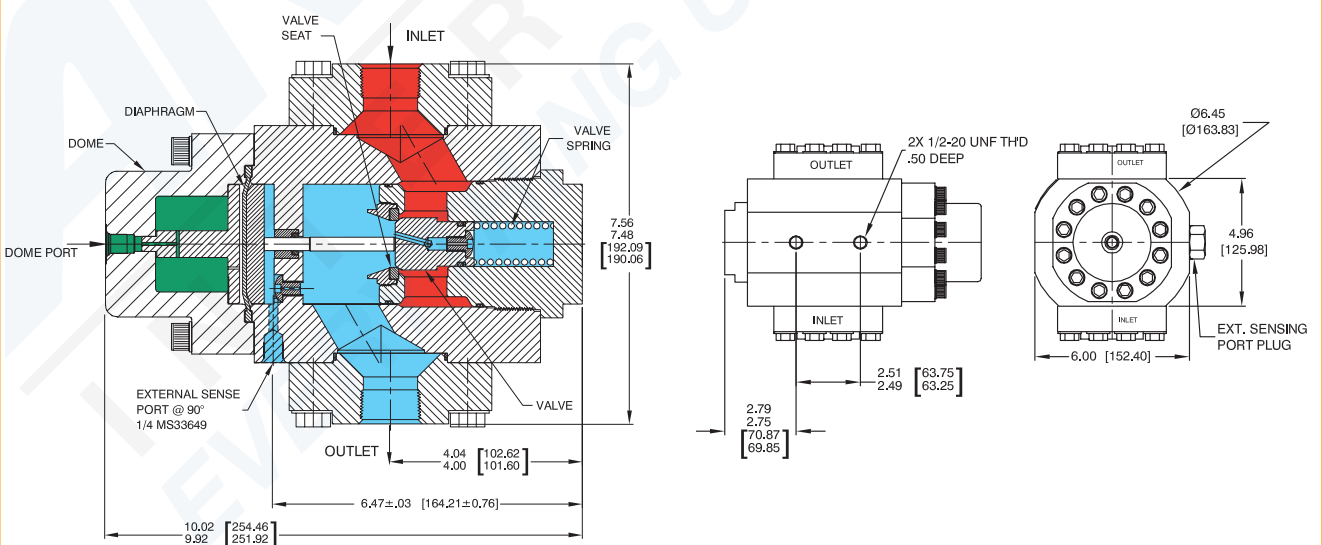 VALVE
SEAT
INLET
DIAPHRAGM
DOME
VALVE
SPRING
DOME PORT
7.56
7.48
[192.09
190.06]
EXTERNAL SENSE
PORT @ 90°
1/4 MS33649
VALVE
OUTLET
4.04 [102.62
4.00 101.60]
6.47±.03 [164.21±0.76]
10.02 [254.46
9.92 251.92]
2X 1/2-20 UNF TH'D
.50 DEEP
OUTLET
INLET
2.51 [63.75
2.49 63.25]
2.79
2.75
[70.87
69.85]
Ø6.45
[Ø163.83]
OUTLET
4.96
[125.98]
INLET
EXT. SENSING
PORT PLUG
6.00 [152.40]